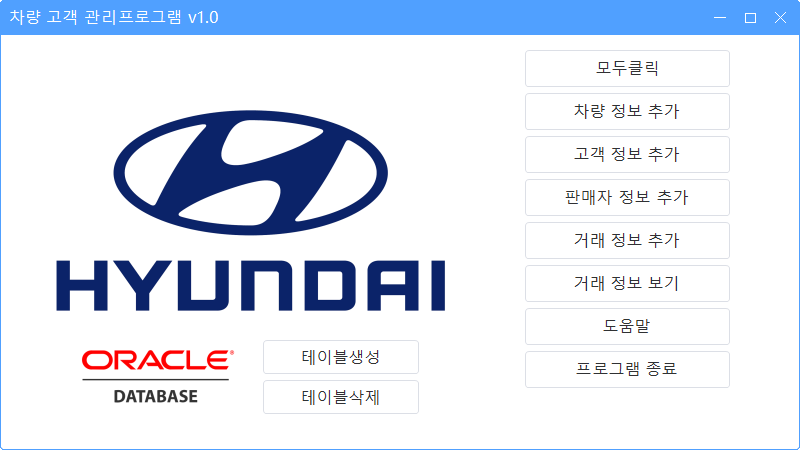 차량 고객 관리프로그램 v1.0
HYUNDAI
ORACLE®
DATABASE
테이블생성
테이블삭제
모두클릭
차량 정보 추가
고객 정보 추가
판매자 정보 추가
거래 정보 추가
거래 정보 보기
도움말
프로그램 종료